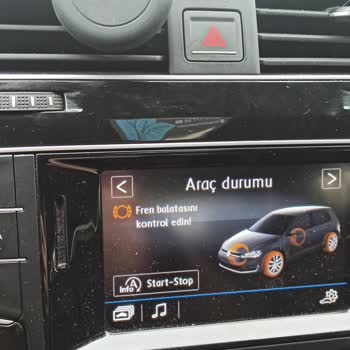 Araç durumu
Fren balatasını
kontrol edin!
A
Info
Start-Stop